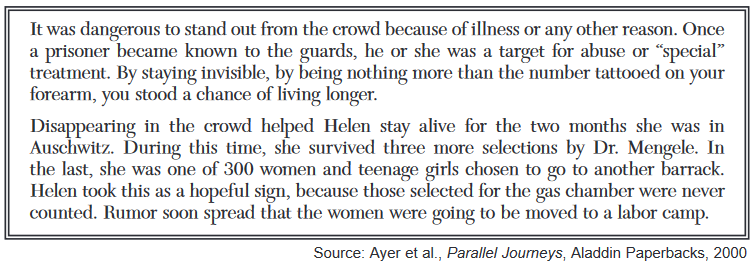 It was dangerous to stand out from the crowd because of illness or any other reason. Once
a prisoner became known to the guards, he or she was a target for abuse or “special”
treatment. By staying invisible, by being nothing more than the number tattooed on your
forearm, you stood a chance of living longer.
Disappearing in the crowd helped Helen stay alive for the two months she was in
Auschwitz. During this time, she survived three more selections by Dr. Mengele. In
the last, she was one of 300 women and teenage girls chosen to go to another barrack.
Helen took this as a hopeful sign, because those selected for the gas chamber were never
counted. Rumor soon spread that the women were going to be moved to a labor camp.
Source: Ayer et al., Parallel Journeys, Aladdin Paperbacks, 2000